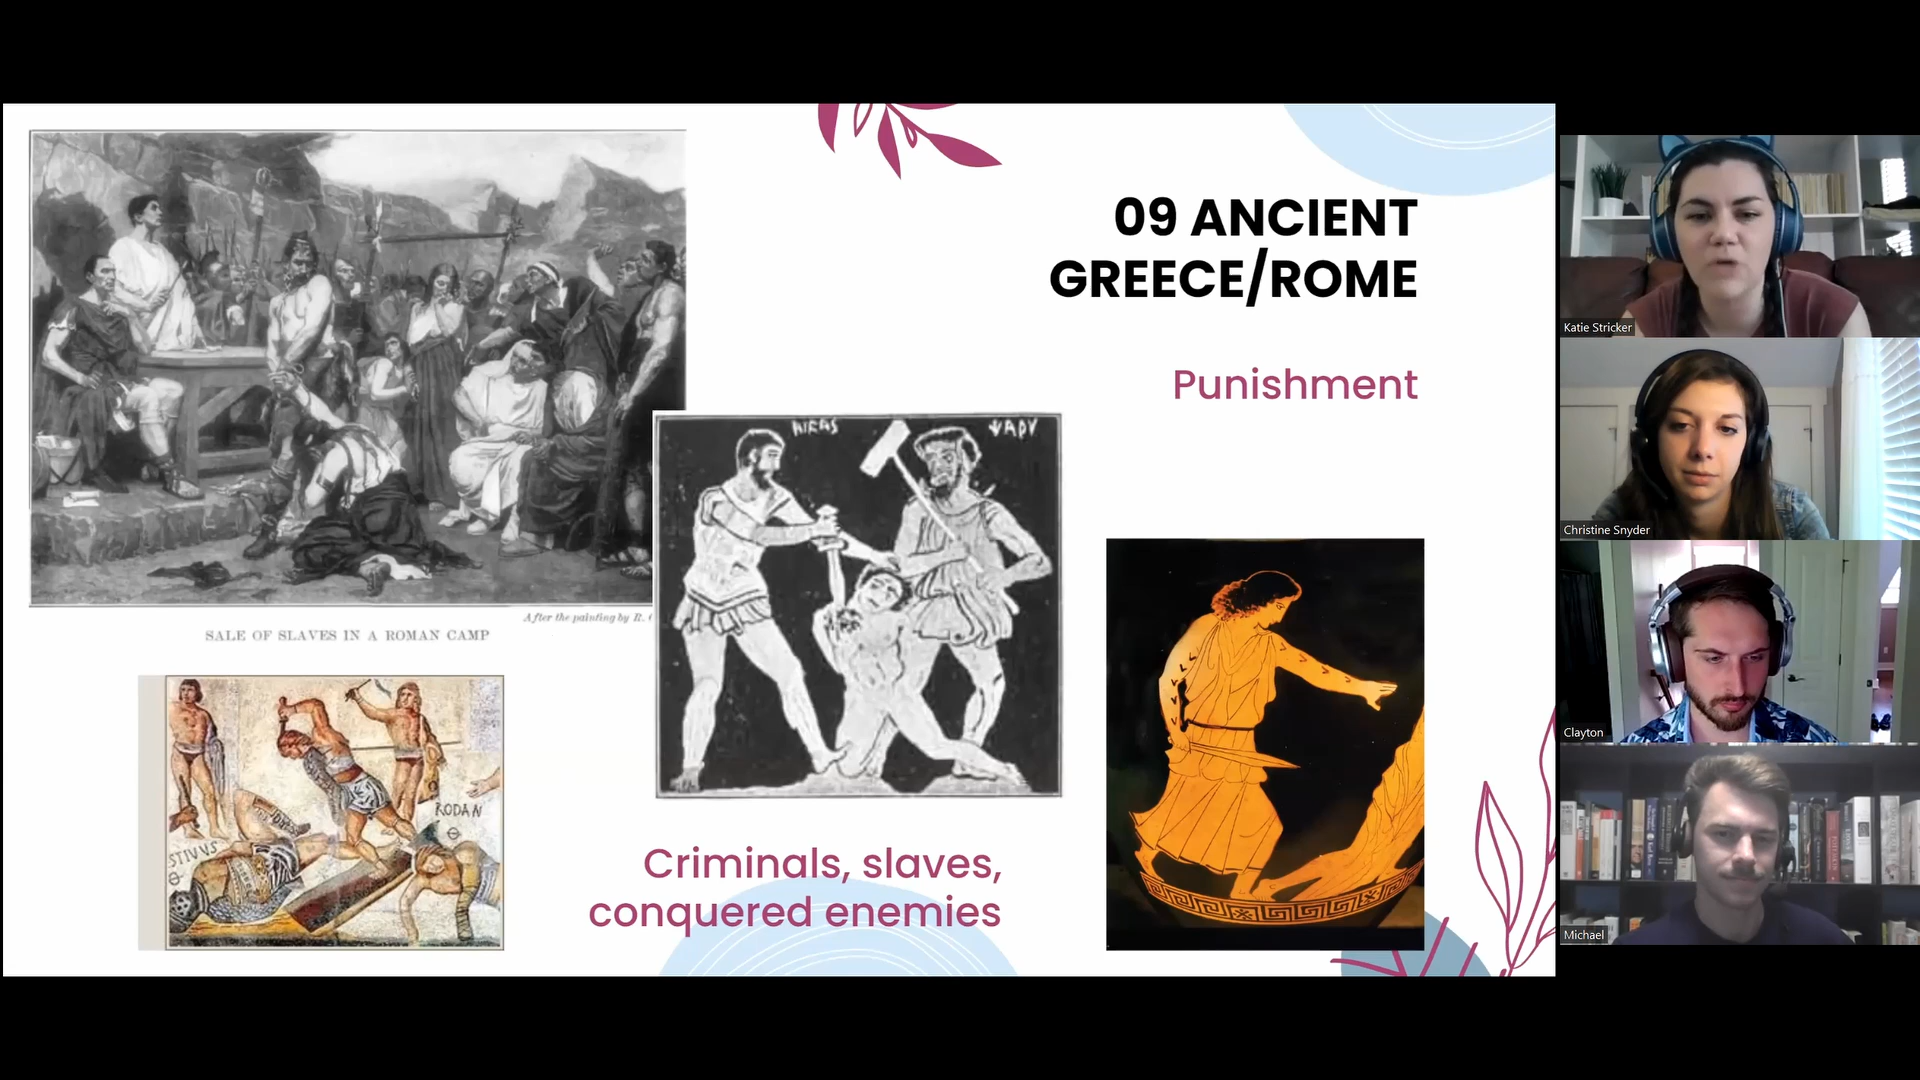 09 ANCIENT
GREECE/ROME
Punishment
After the painting by R.
SALE OF SLAVES IN A ROMAN CAMP
RODAN
STIVUS
Criminals, slaves,
conquered enemies
Katie Stricker
Christine Snyder
Clayton
Michael